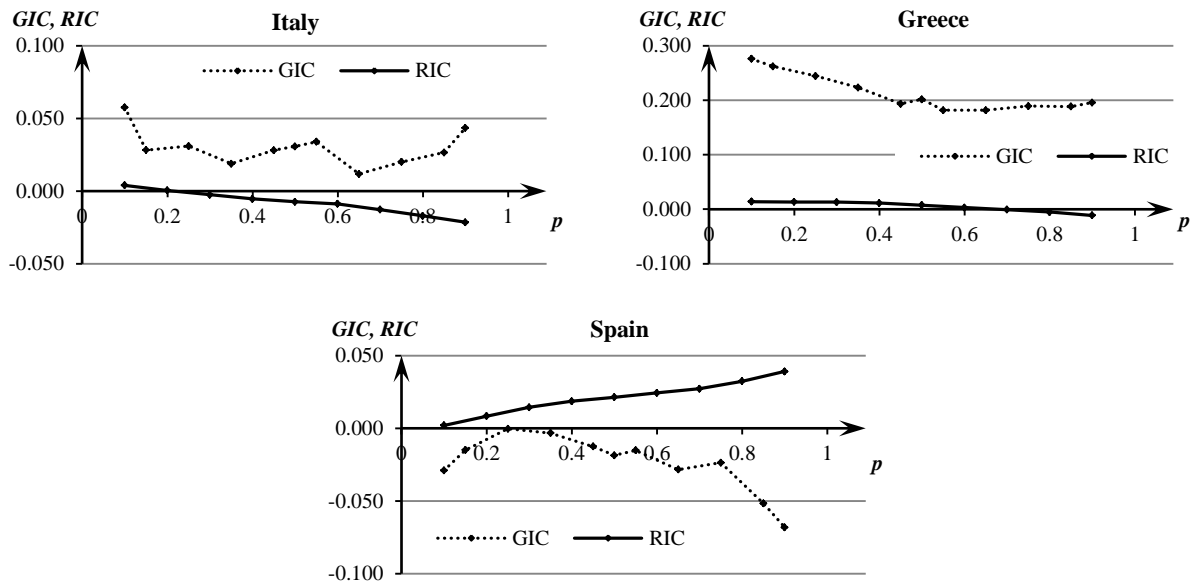 GIC, RIC
Italy
0.100
GIC RIC
0.050
0.000
0 0.2 0.4 0.6 0.8 1
p
-0.050
GIC, RIC
Greece
0.300
0.200
0.100
GIC RIC
0.000
0 0.2 0.4 0.6 0.8 1
p
-0.100
GIC, RIC
Spain
0.050
0.000
0 0.2 0.4 0.6 0.8 1
p
-0.050
GIC RIC
-0.100